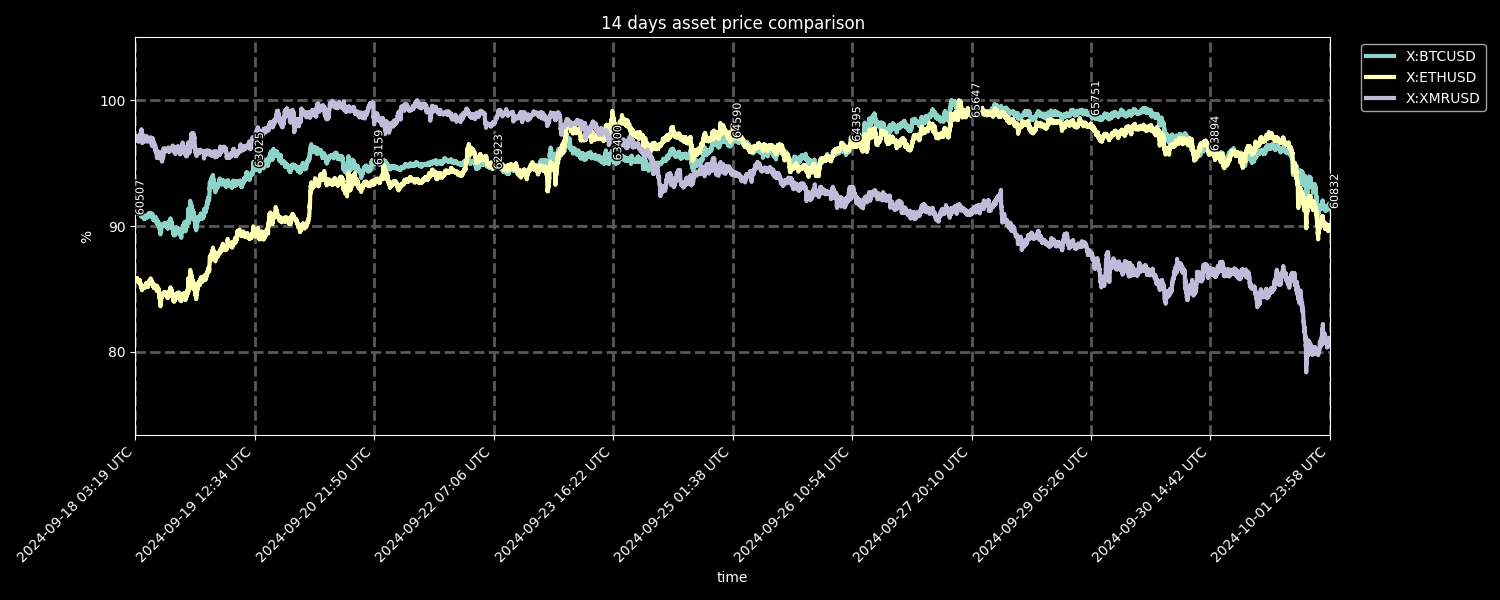 14 days asset price comparison
X:BTCUSD
X:ETHUSD
X:XMRUSD
100
90
80
%
60507
63025
63159
62923
63400
64590
64395
65647
65751
63894
60832
2024-09-18 03:19 UTC
2024-09-19 12:34 UTC
2024-09-20 21:50 UTC
2024-09-22 07:06 UTC
2024-09-23 16:22 UTC
2024-09-25 01:38 UTC
2024-09-26 10:54 UTC
2024-09-27 20:10 UTC
2024-09-29 05:26 UTC
2024-09-30 14:42 UTC
2024-10-01 23:58 UTC
time